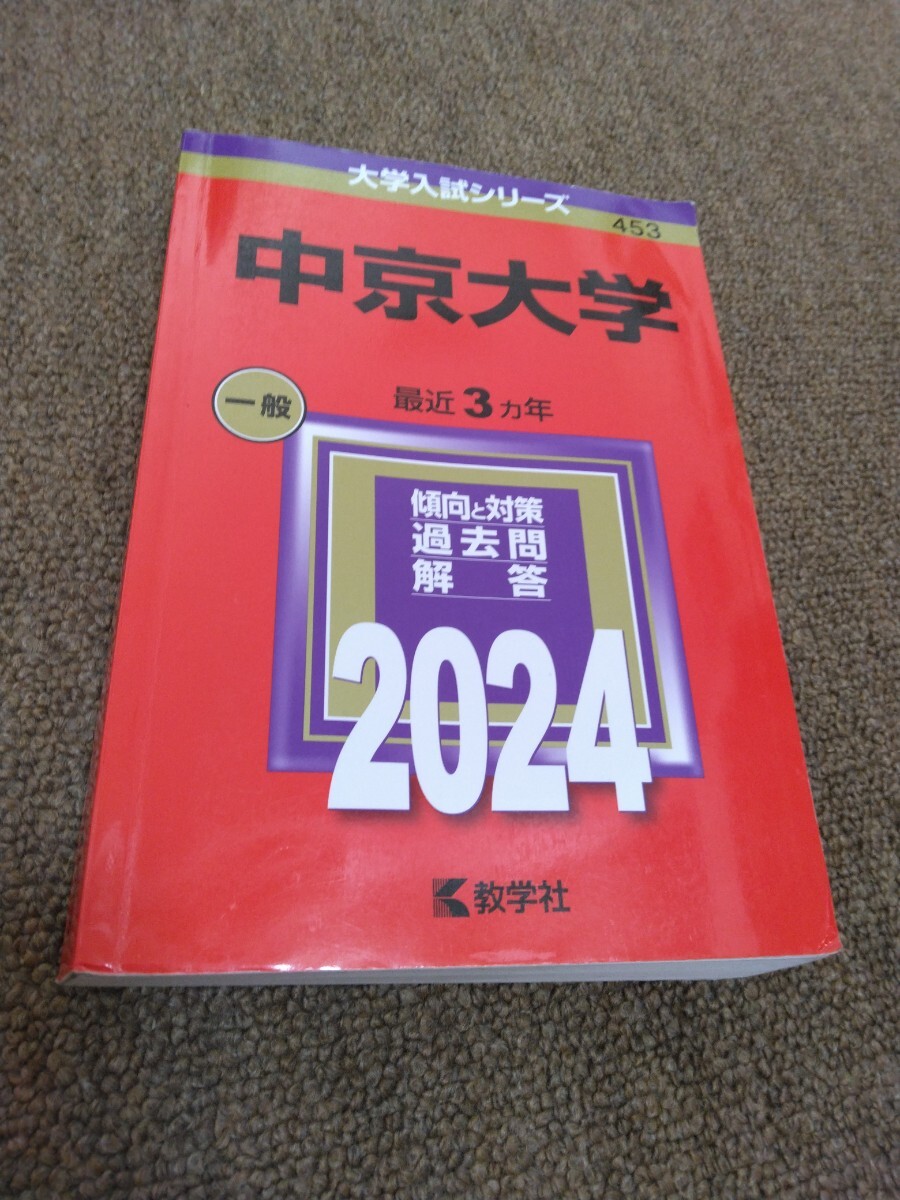 大学入試シリーズ
453
中京大学
一般
最近3カ年
傾向と対策
過去問
解答
2024
教学社